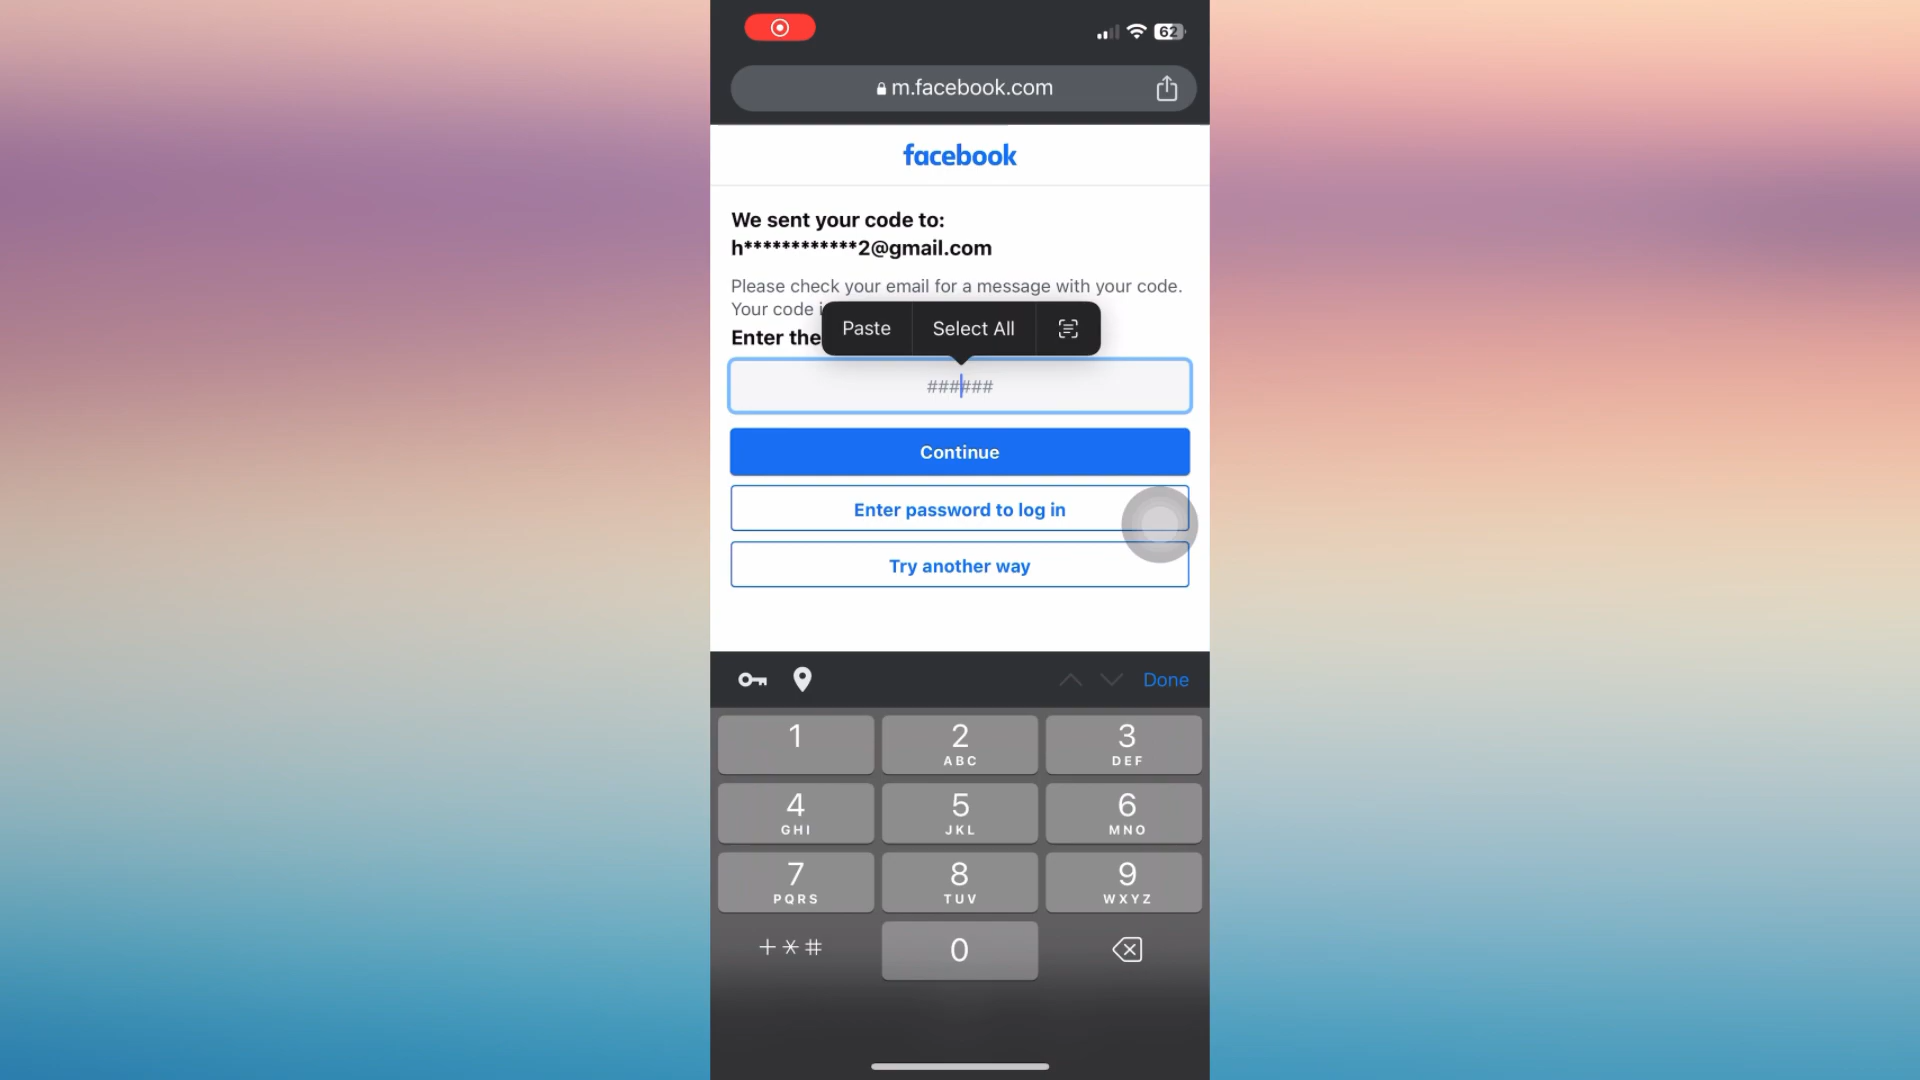 62
m.facebook.com
facebook
We sent your code to:
h************2@gmail.com
Please check your email for a message with your code.
Your code
Enter the
Paste
Select All
######
Continue
Enter password to log in
Try another way
Done
1
2
ABC
3
DEF
4
GHI
5
JKL
6
MNO
7
PQRS
8
TUV
9
WXYZ
+*#
0